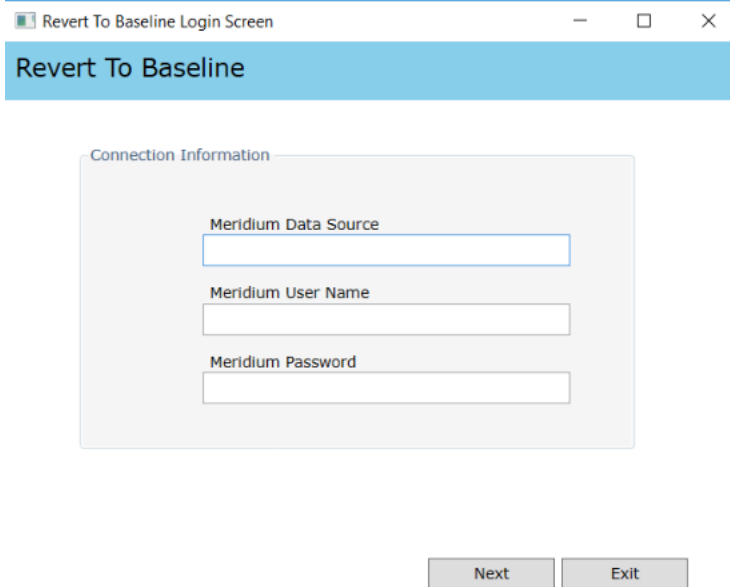 Revert To Baseline Login Screen
Revert To Baseline
Connection Information
Meridium Data Source
Meridium User Name
Meridium Password
Next Exit